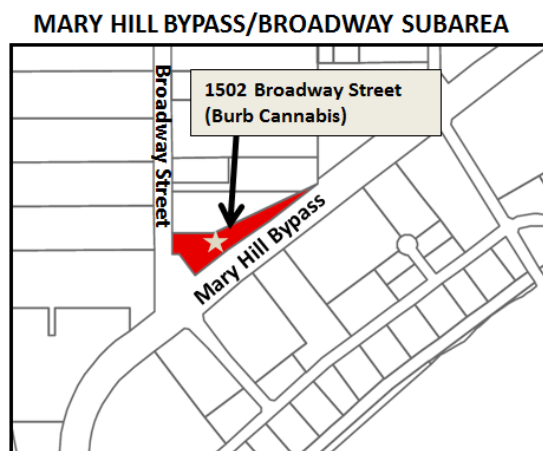 MARY HILL BYPASS/BROADWAY SUBAREA
Broadway Street
1502 Broadway Street
(Burb Cannabis)
Mary Hill Bypass